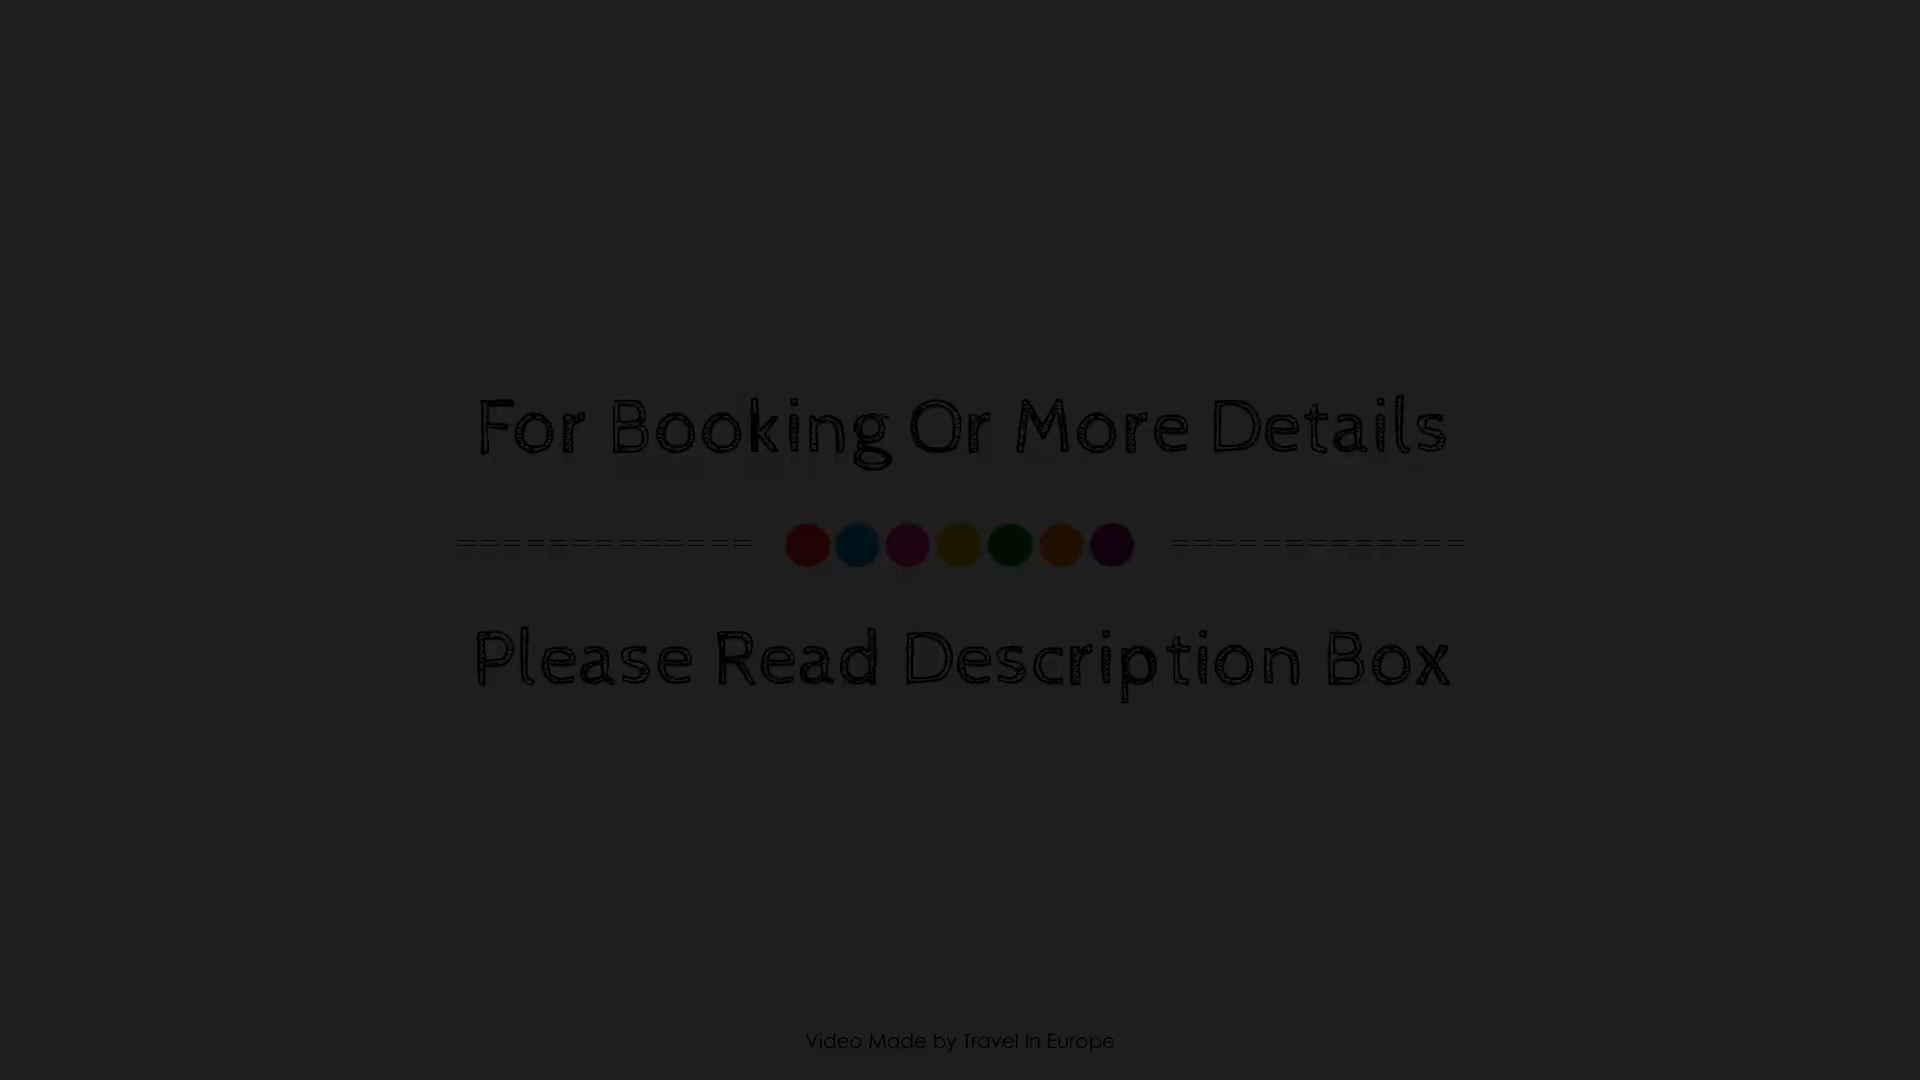 For Booking Or More Details
============= =============
Please Read Description Box
Video Made by Travel In Europe